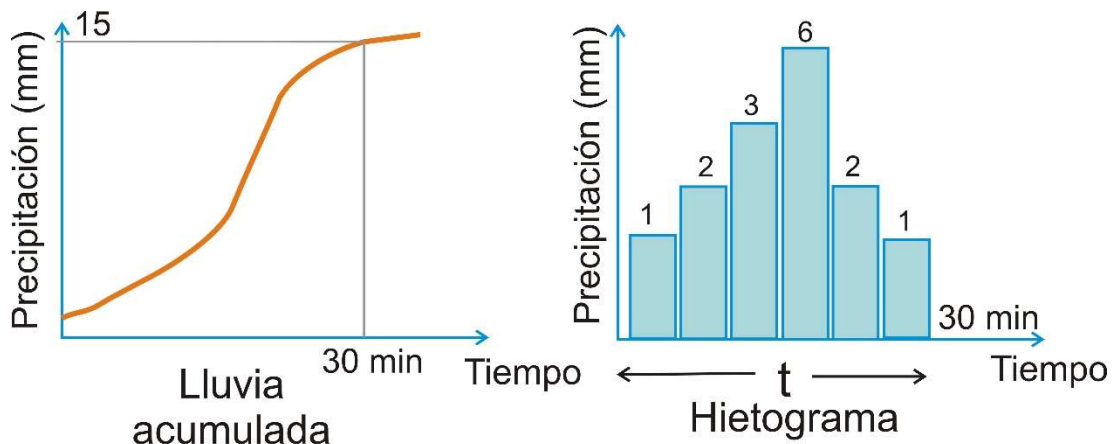 Precipitación (mm)
15
30 min
Tiempo
Lluvia
acumulada
Precipitación (mm)
1
2
3
6
2
1
30 min
Tiempo
t
Hietograma